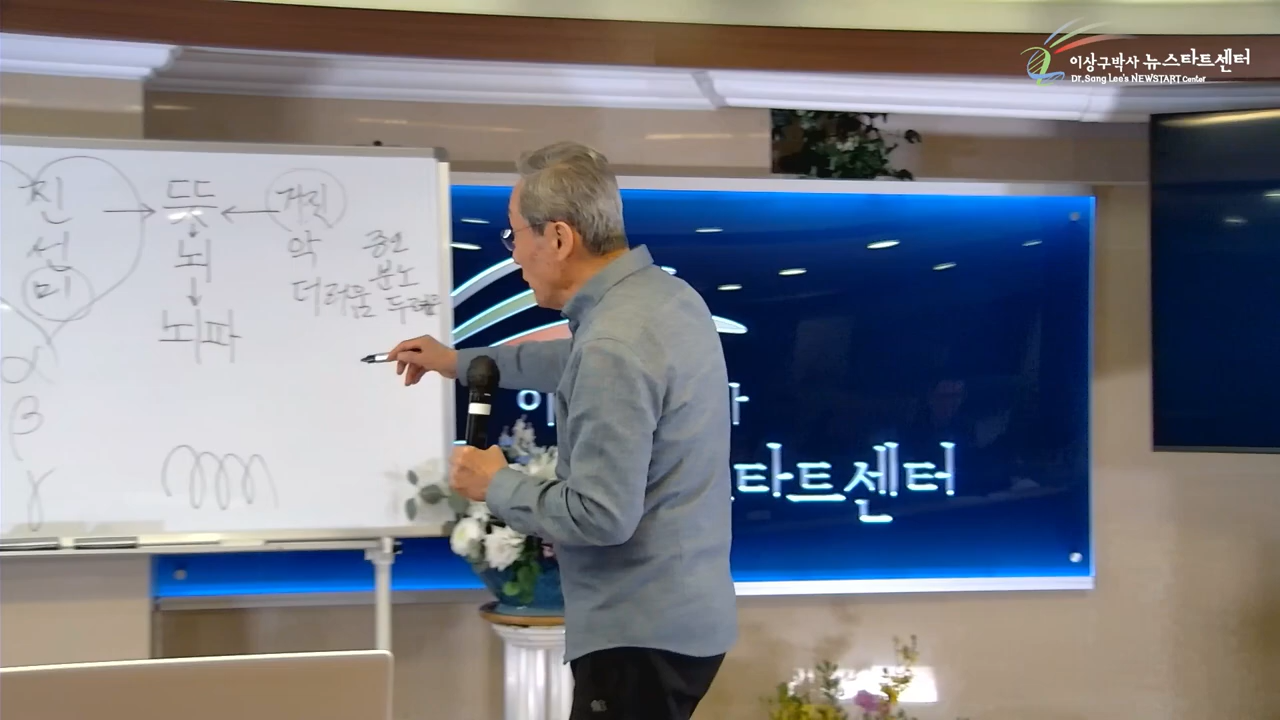 이상구박사 뉴스타트센터
Dr. Sang Lee's NEWSTART Center
진 → 뜻 ← 거짓
선 뇌 악 증오
미 더러움 분노
두려움
뇌파
α
β
γ
이
타트센터